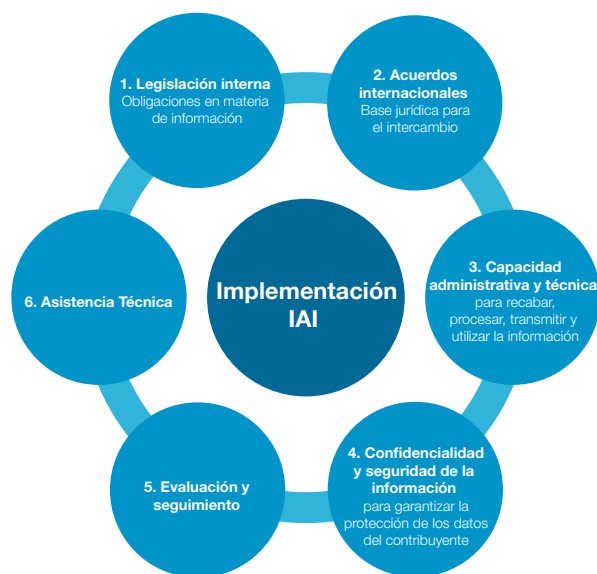 1. Legislación interna
Obligaciones en materia
de información
2. Acuerdos
internacionales
Base jurídica para
el intercambio
3. Capacidad
administrativa y técnica
para recabar,
procesar, transmitir y
utilizar la información
4. Confidencialidad
y seguridad de la
información
para garantizar la
protección de los datos
del contribuyente
5. Evaluación y
seguimiento
6. Asistencia Técnica
Implementación
IAI